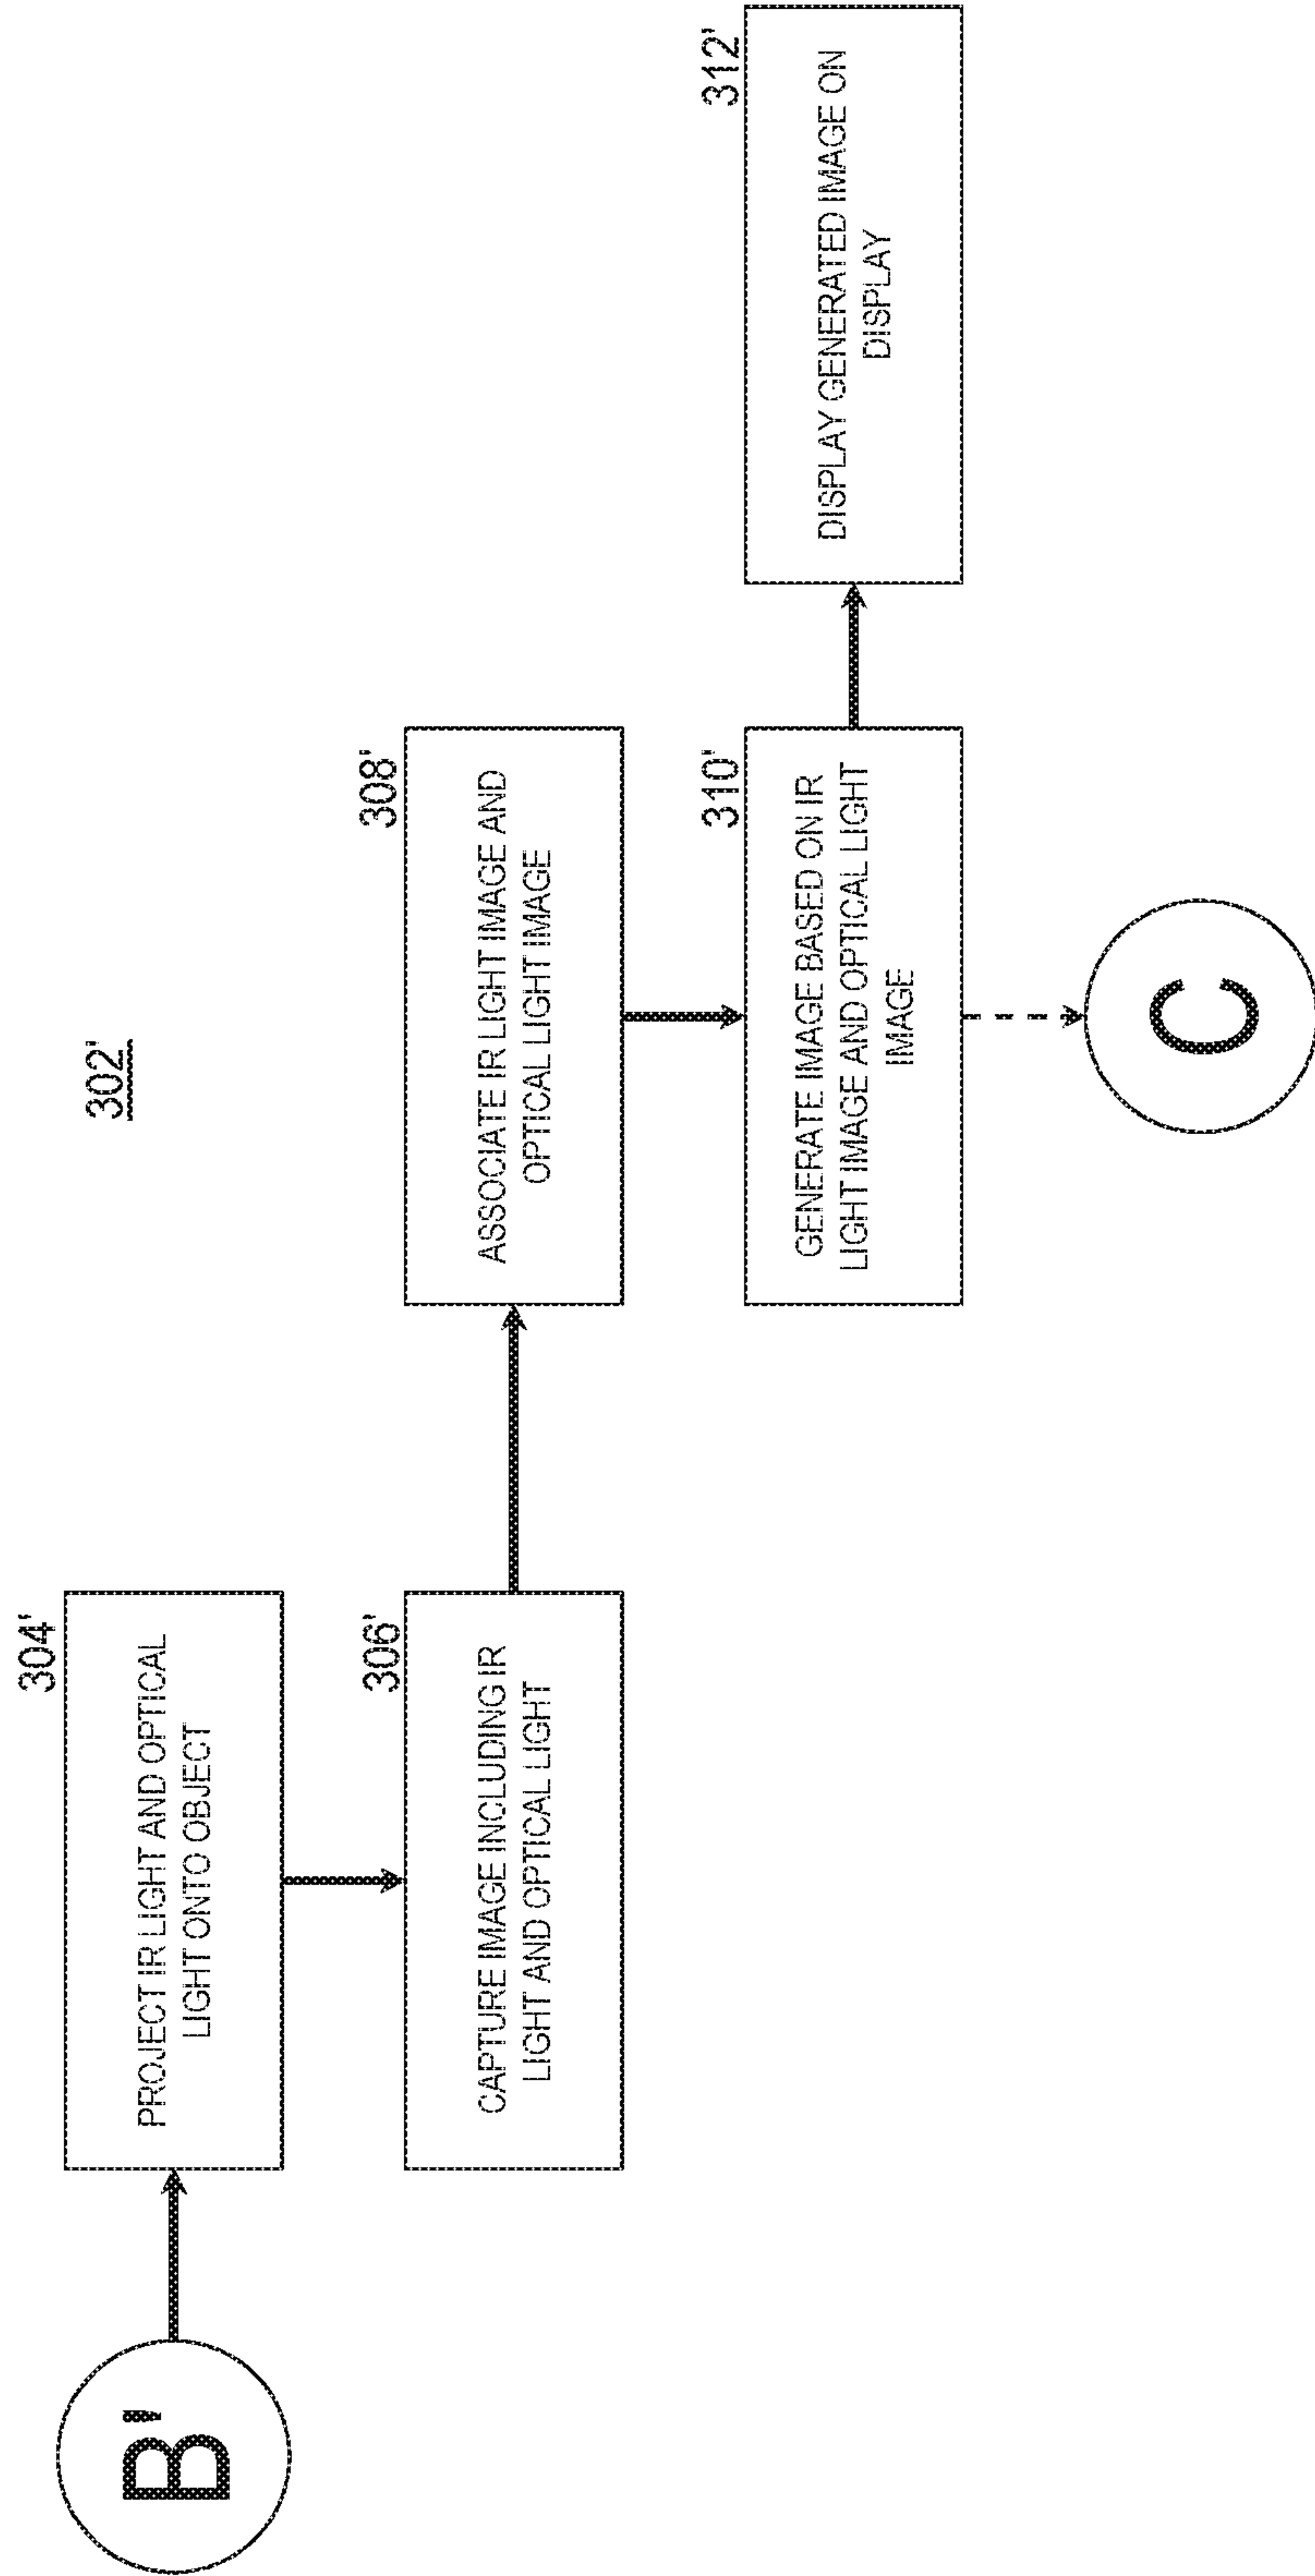 302'
B'
304'
PROJECT IR LIGHT AND OPTICAL
LIGHT ONTO OBJECT
306'
CAPTURE IMAGE INCLUDING IR
LIGHT AND OPTICAL LIGHT
308'
ASSOCIATE IR LIGHT IMAGE AND
OPTICAL LIGHT IMAGE
310'
GENERATE IMAGE BASED ON IR
LIGHT IMAGE AND OPTICAL LIGHT
IMAGE
C
312'
DISPLAY GENERATED IMAGE ON
DISPLAY